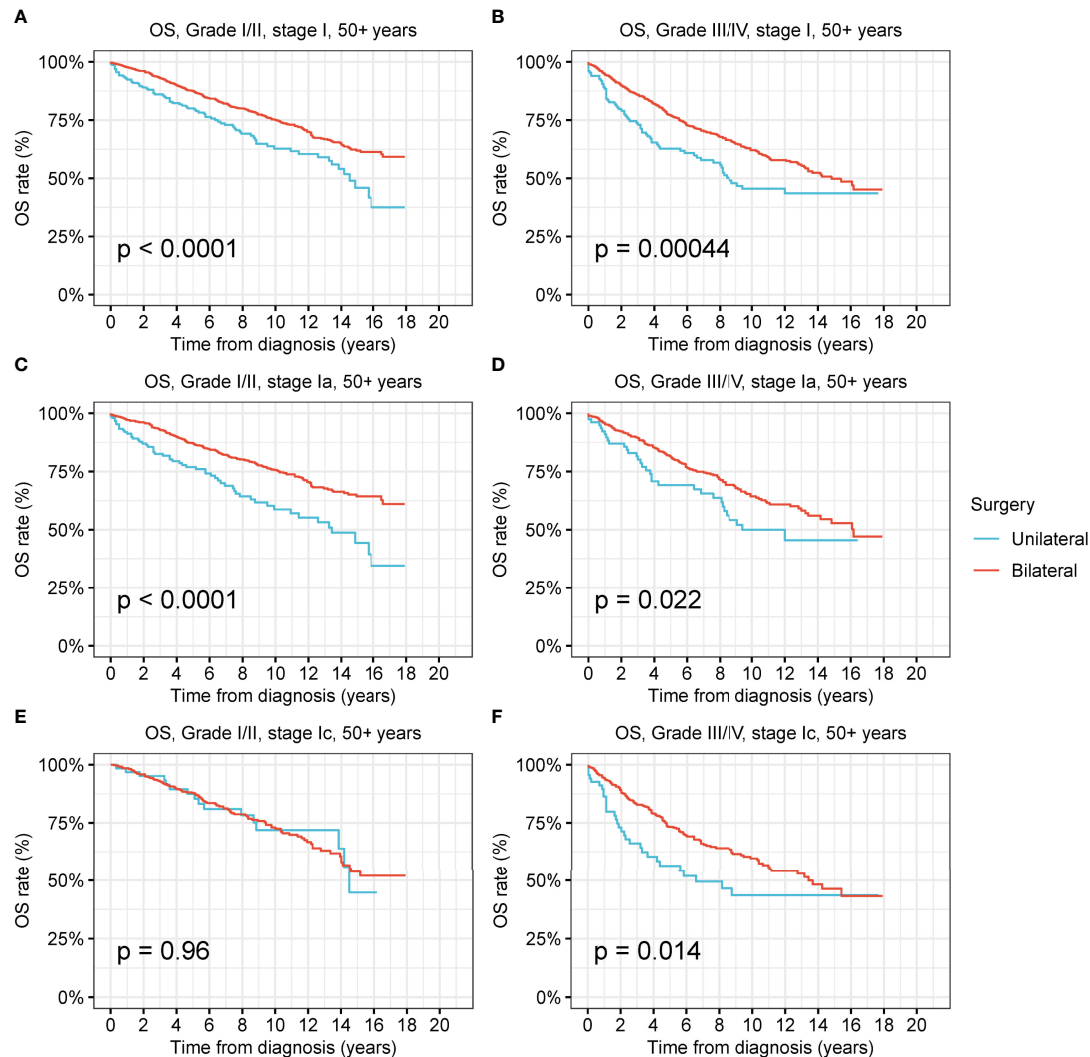 A
OS, Grade I/II, stage I, 50+ years
100%
75%
50%
25%
0%
OS rate (%)
p < 0.0001
0 2 4 6 8 10 12 14 16 18 20
Time from diagnosis (years)
B
OS, Grade III/IV, stage I, 50+ years
100%
75%
50%
25%
0%
OS rate (%)
p = 0.00044
0 2 4 6 8 10 12 14 16 18 20
Time from diagnosis (years)
C
OS, Grade I/II, stage Ia, 50+ years
100%
75%
50%
25%
0%
OS rate (%)
p < 0.0001
0 2 4 6 8 10 12 14 16 18 20
Time from diagnosis (years)
D
OS, Grade III/IV, stage Ia, 50+ years
100%
75%
50%
25%
0%
OS rate (%)
p = 0.022
0 2 4 6 8 10 12 14 16 18 20
Time from diagnosis (years)
Surgery
Unilateral
Bilateral
E
OS, Grade I/II, stage Ic, 50+ years
100%
75%
50%
25%
0%
OS rate (%)
p = 0.96
0 2 4 6 8 10 12 14 16 18 20
Time from diagnosis (years)
F
OS, Grade III/IV, stage Ic, 50+ years
100%
75%
50%
25%
0%
OS rate (%)
p = 0.014
0 2 4 6 8 10 12 14 16 18 20
Time from diagnosis (years)